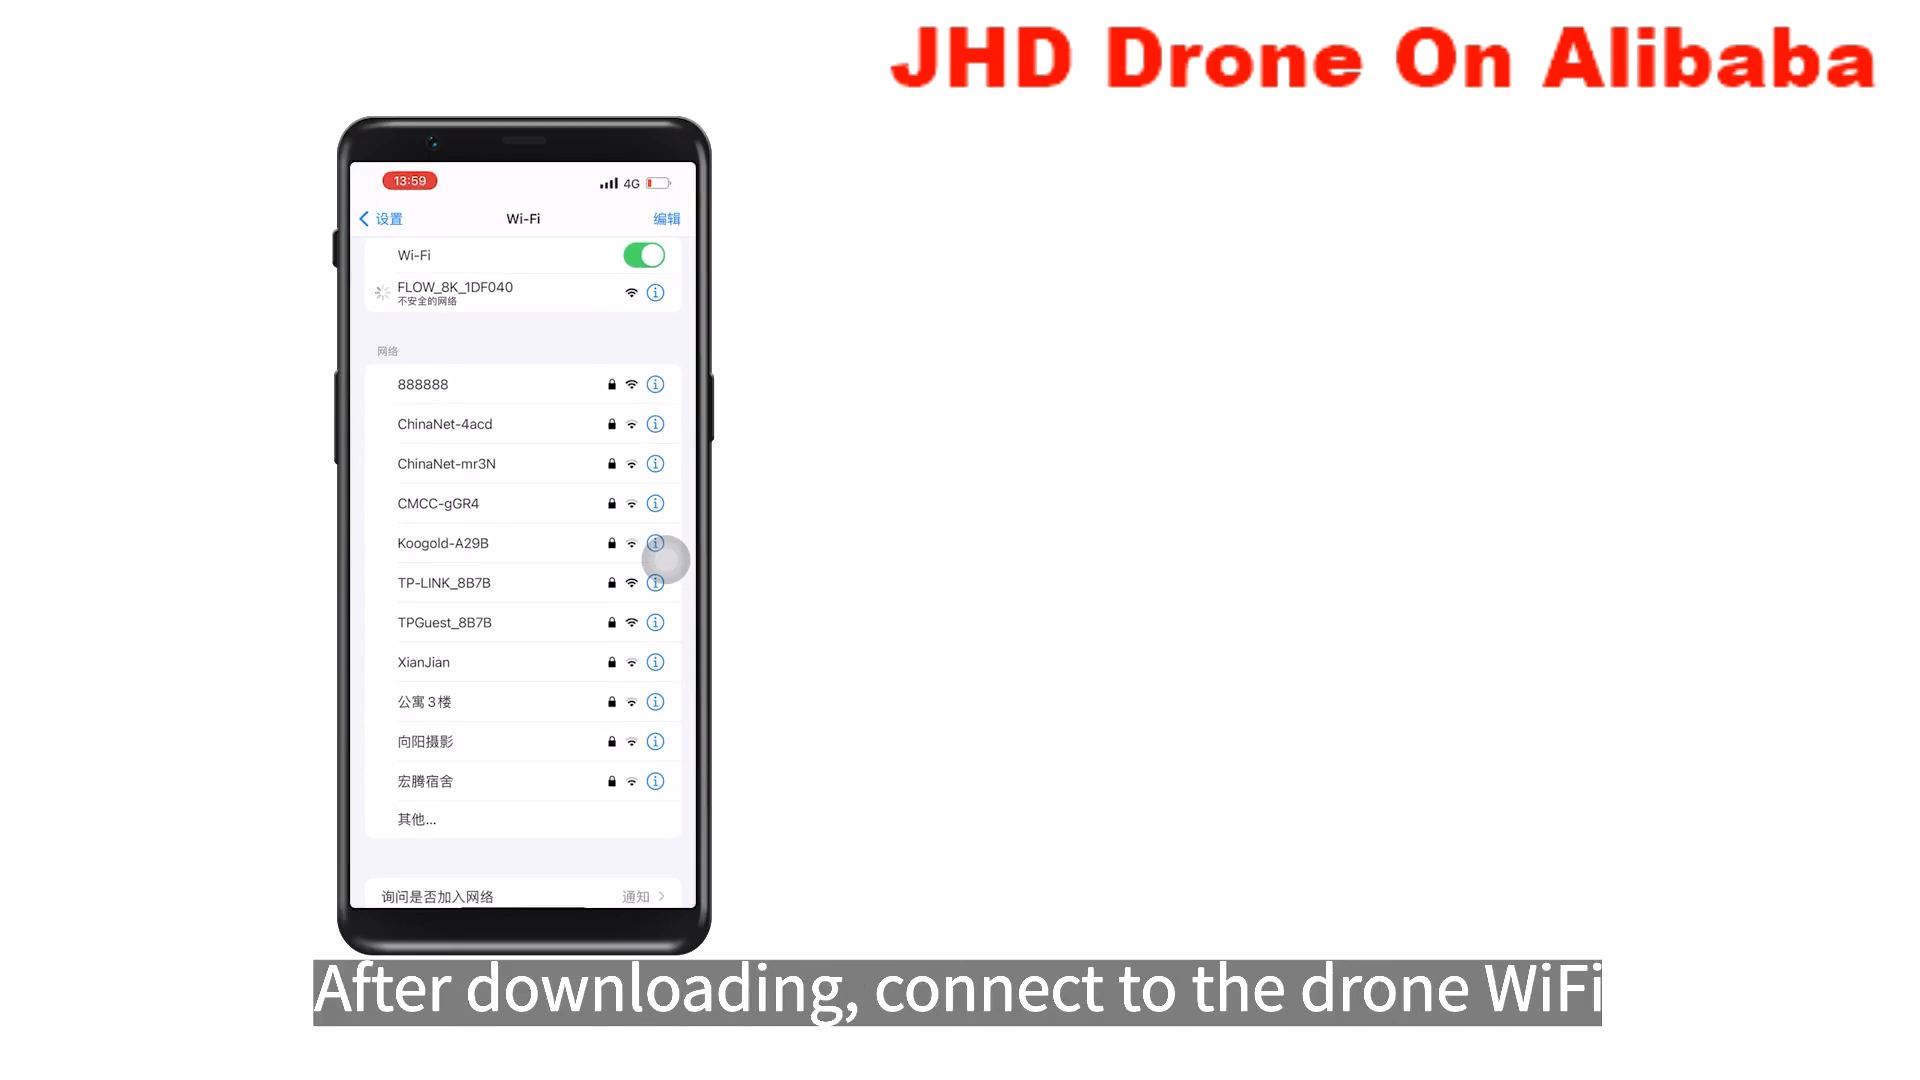 JHD Drone On Alibaba
13:59
4G
设置
Wi-Fi
编辑
Wi-Fi
FLOW_8K_1DF040
不安全的网络
网络
888888
ChinaNet-4acd
ChinaNet-mr3N
CMCC-gGR4
Koogold-A29B
TP-LINK_8B7B
TPGuest_8B7B
XianJian
公寓3楼
向阳摄影
宏腾宿舍
其他...
询问是否加入网络
通知
After downloading, connect to the drone WiFi